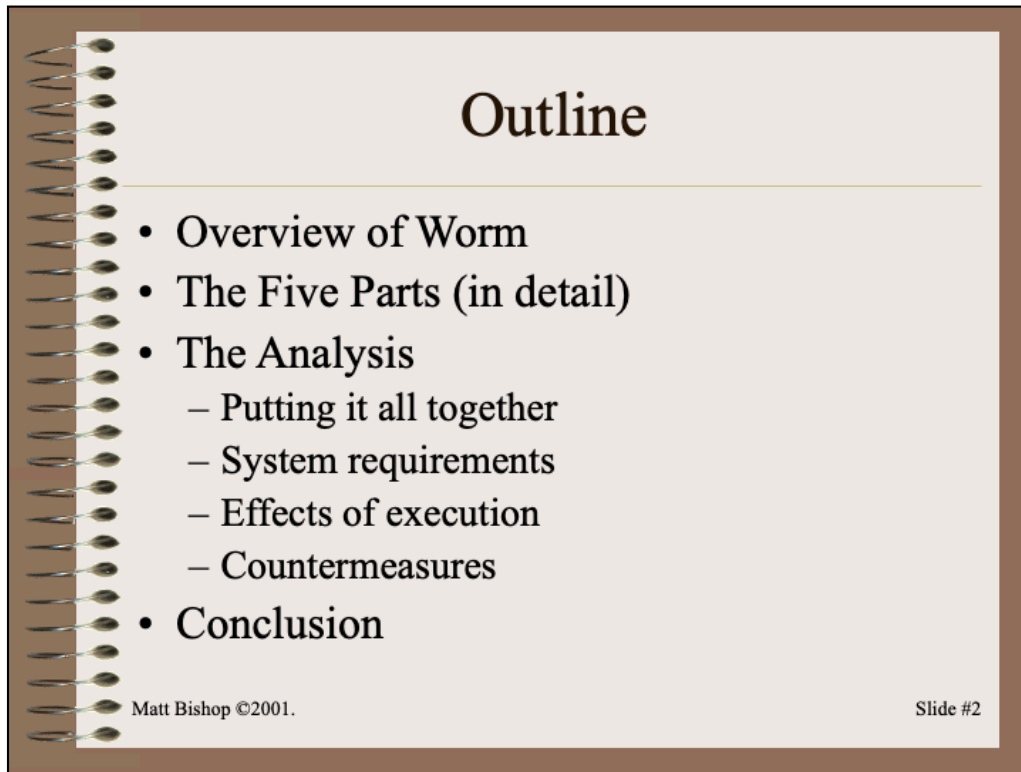 Outline
• Overview of Worm
• The Five Parts (in detail)
• The Analysis
– Putting it all together
– System requirements
– Effects of execution
– Countermeasures
• Conclusion
Matt Bishop ©2001.
Slide #2